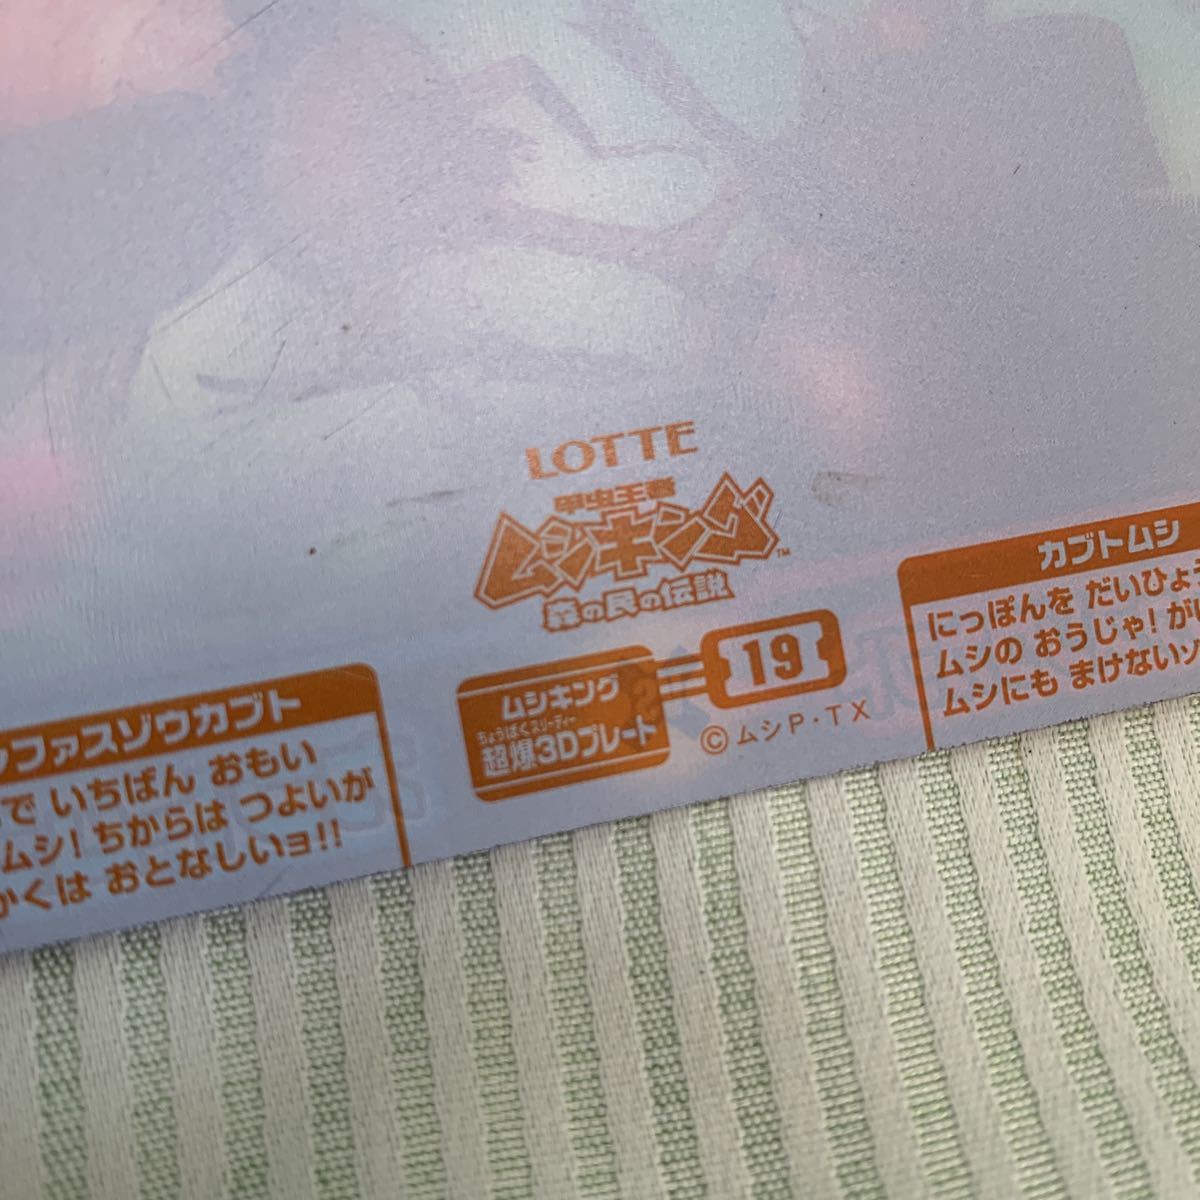 LOTTE
甲虫王者
ムシキング
TM
森の民の伝説
ムシキング
ちょうばくスリーディー
超爆3Dプレート
19
©ムシP・TX
ファスゾウカブト
で いちばん おもい
ムシ! ちからは つよいが
かくは おとなしいョ!!
カブトムシ
にっぽんを だいひょう
ムシの おうじゃ! がい
ムシにも まけないゾ